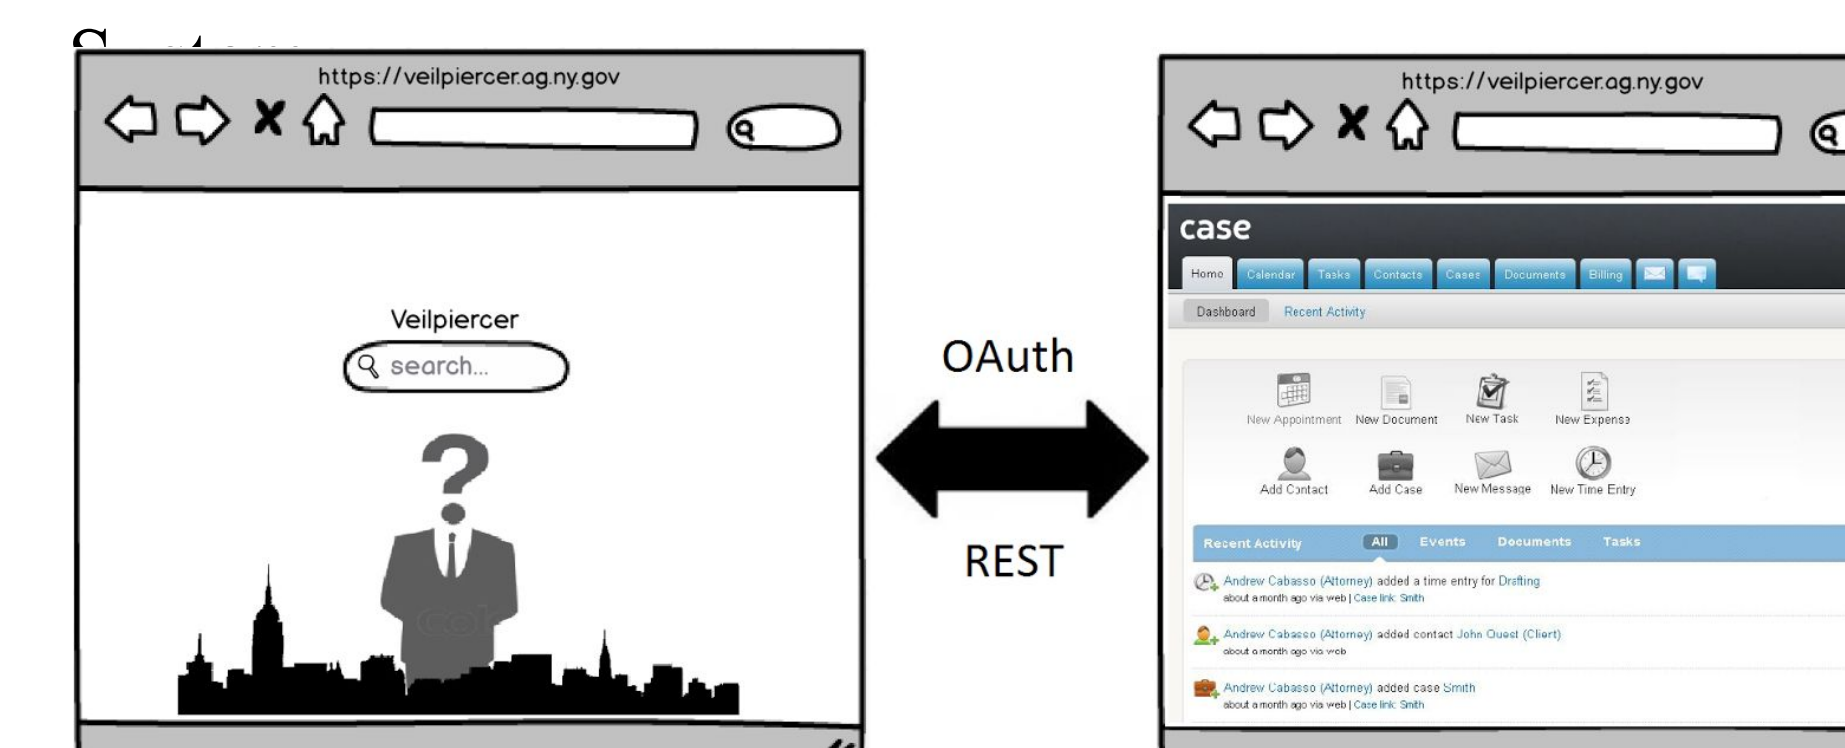 https://veilpiercer.ag.ny.gov
Veilpiercer
search...
?
OAuth
REST
https://veilpiercer.ag.ny.gov
case
Home Calendar Tasks Contacts Cases Documents Billing
Dashboard Recent Activity
New Appointment New Document New Task New Expense
Add Contact Add Case New Message New Time Entry
Recent Activity All Events Documents Tasks
Andrew Cabasso (Attorney) added a time entry for Drafting
about a month ago via web | Case link: Smith
Andrew Cabasso (Attorney) added contact John Quest (Client)
about a month ago via web
Andrew Cabasso (Attorney) added case Smith
about a month ago via web | Case link: Smith